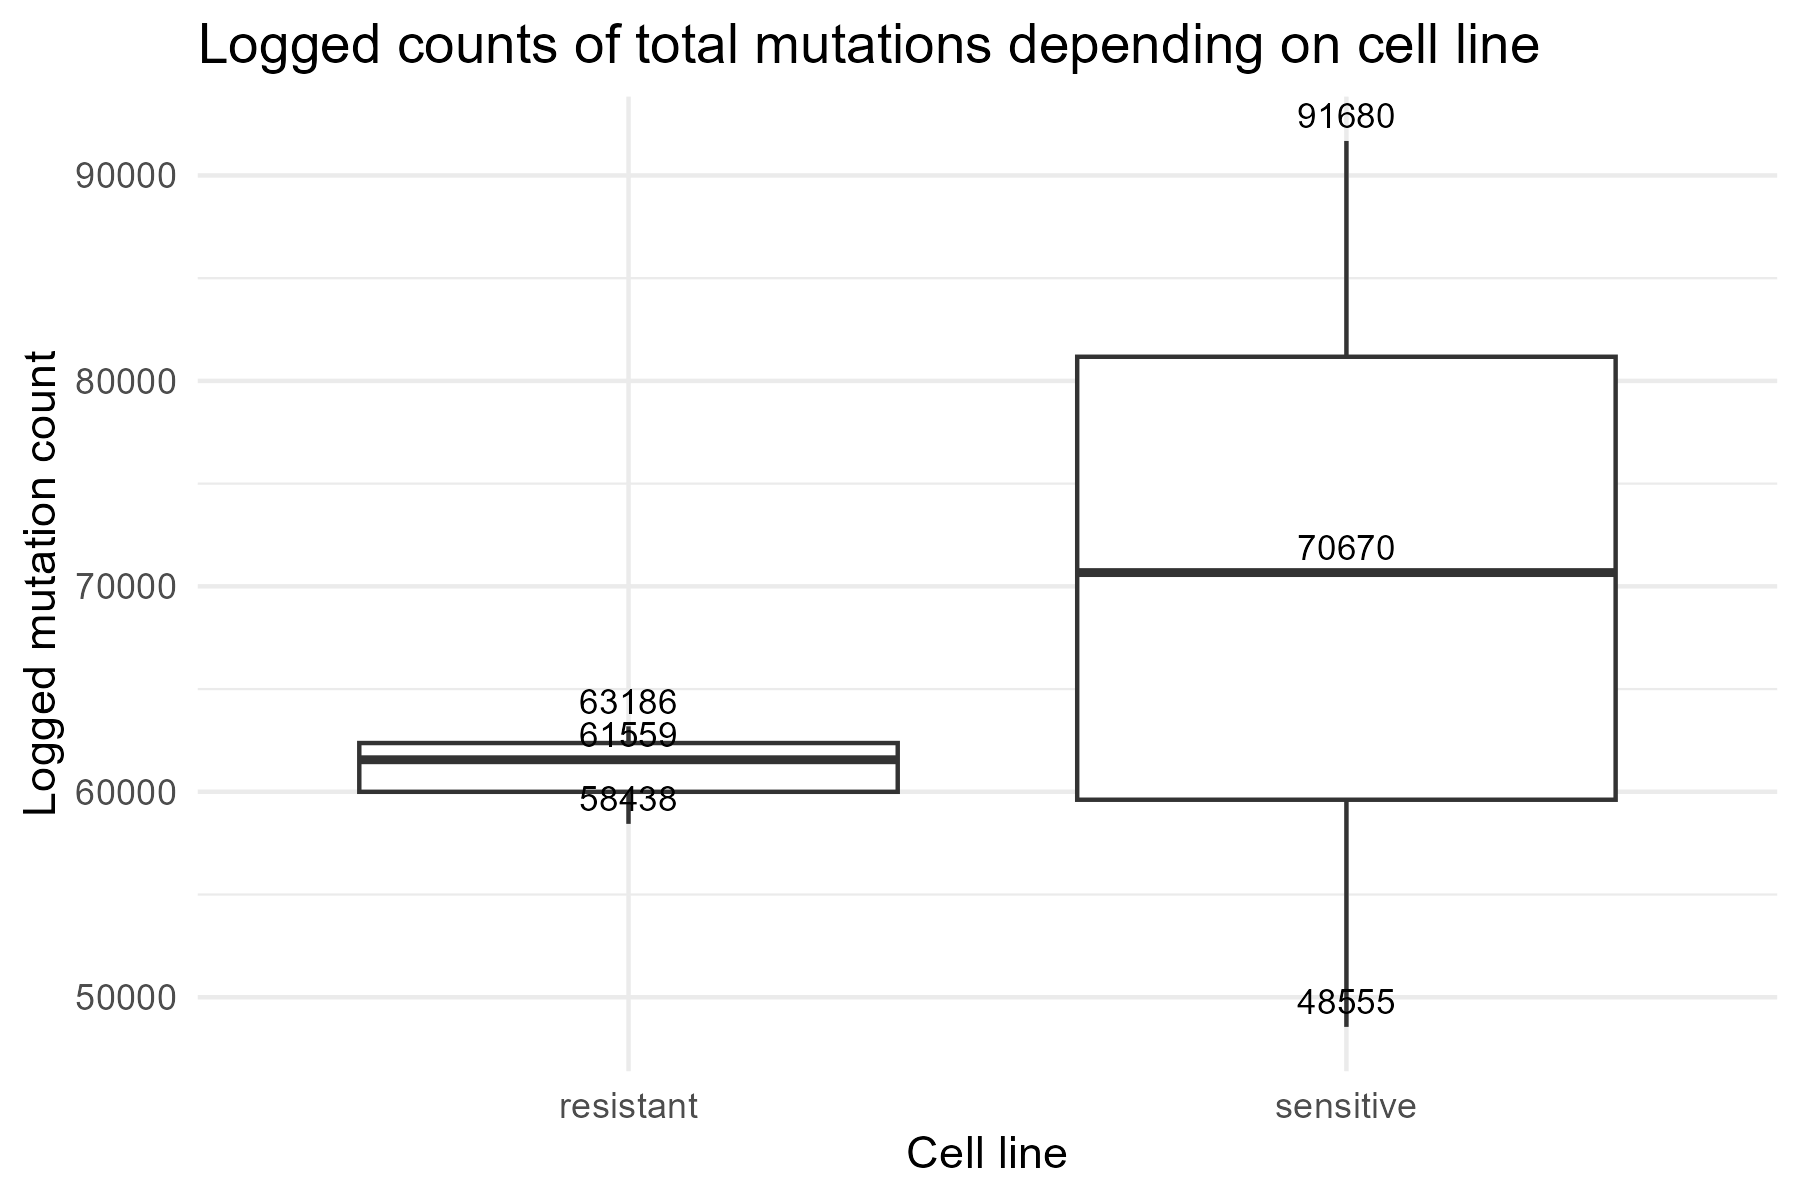 Logged counts of total mutations depending on cell line
Logged mutation count
90000
80000
70000
60000
50000
91680
70670
48555
63186
61559
58438
resistant
sensitive
Cell line